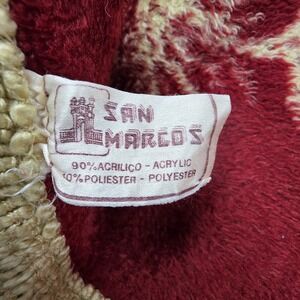 SAN
MARCOS
90% ACRILICO - ACRYLIC
10% POLIESTER - POLYESTER